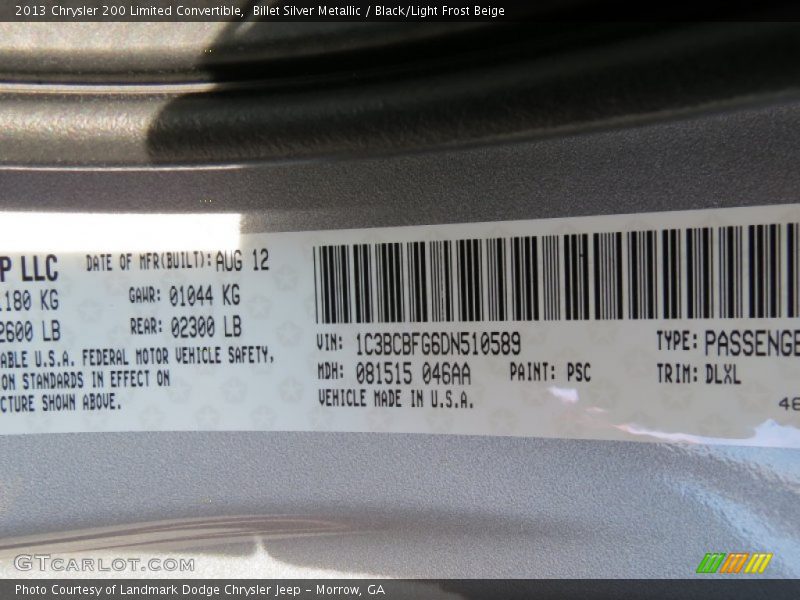 2013 Chrysler 200 Limited Convertible, Billet Silver Metallic / Black/Light Frost Beige
P LLC DATE OF MFR(BUILT): AUG 12
1180 KG GAWR: 01044 KG
2600 LB REAR: 02300 LB
ABLE U.S.A. FEDERAL MOTOR VEHICLE SAFETY,
ON STANDARDS IN EFFECT ON
CTURE SHOWN ABOVE.
VIN: 1C3BCBFG6DN510589 TYPE: PASSENGE
MDH: 081515 046AA PAINT: PSC TRIM: DLXL
VEHICLE MADE IN U.S.A.
46
GTCARLOT.COM
Photo Courtesy of Landmark Dodge Chrysler Jeep – Morrow, GA